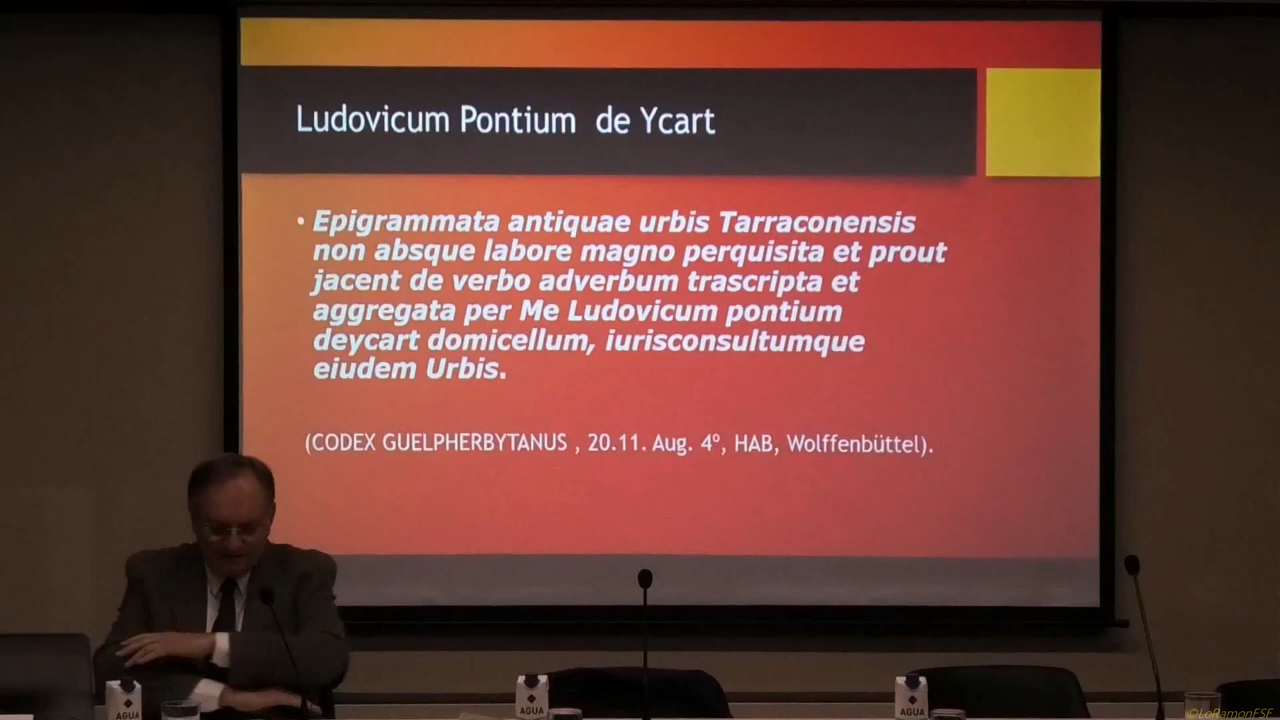 Ludovicum Pontium de Ycart
• Epigrammata antiquae urbis Tarraconensis
non absque labore magno perquisita et prout
jacent de verbo adverbum trascripta et
aggregata per Me Ludovicum pontium
deycart domicellum, iurisconsultumque
eiudem Urbis.
(CODEX GUELPHERBYTANUS , 20.11. Aug. 4º, HAB, Wolffenbüttel).
AGUA
AGUA
AGUA
©LoRamonESF